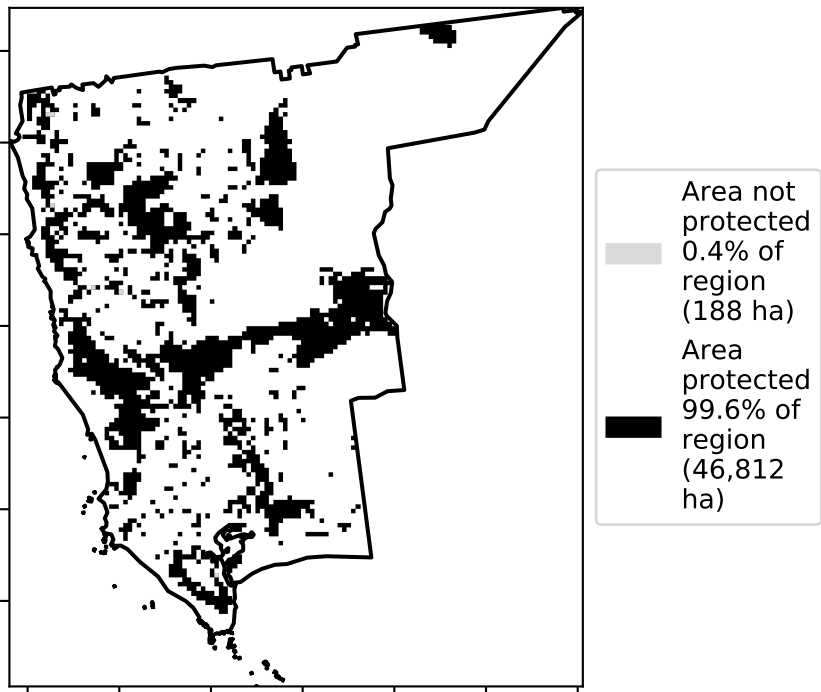 Area not
protected
0.4% of
region
(188 ha)
Area
protected
99.6% of
region
(46,812
ha)